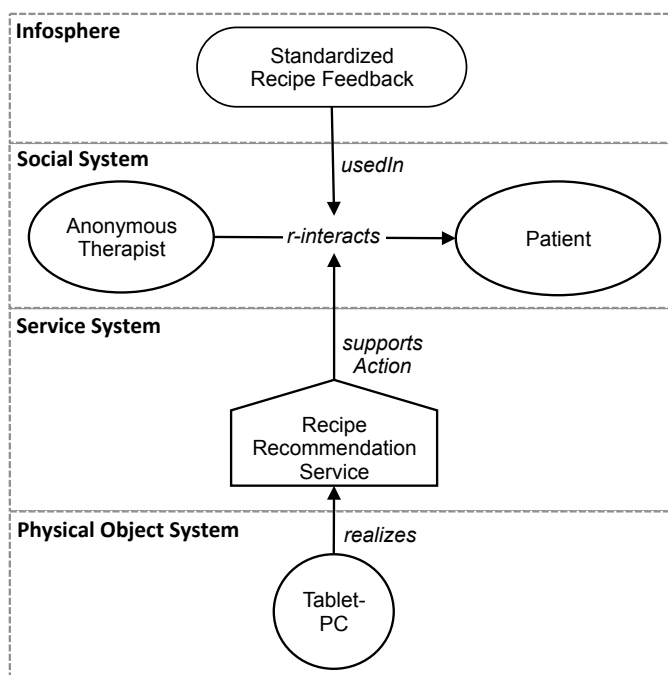 Infosphere
Standardized
Recipe Feedback
usedIn
Social System
Anonymous
Therapist
r-interacts
Patient
Service System
supports
Action
Recipe
Recommendation
Service
Physical Object System
realizes
Tablet-
PC